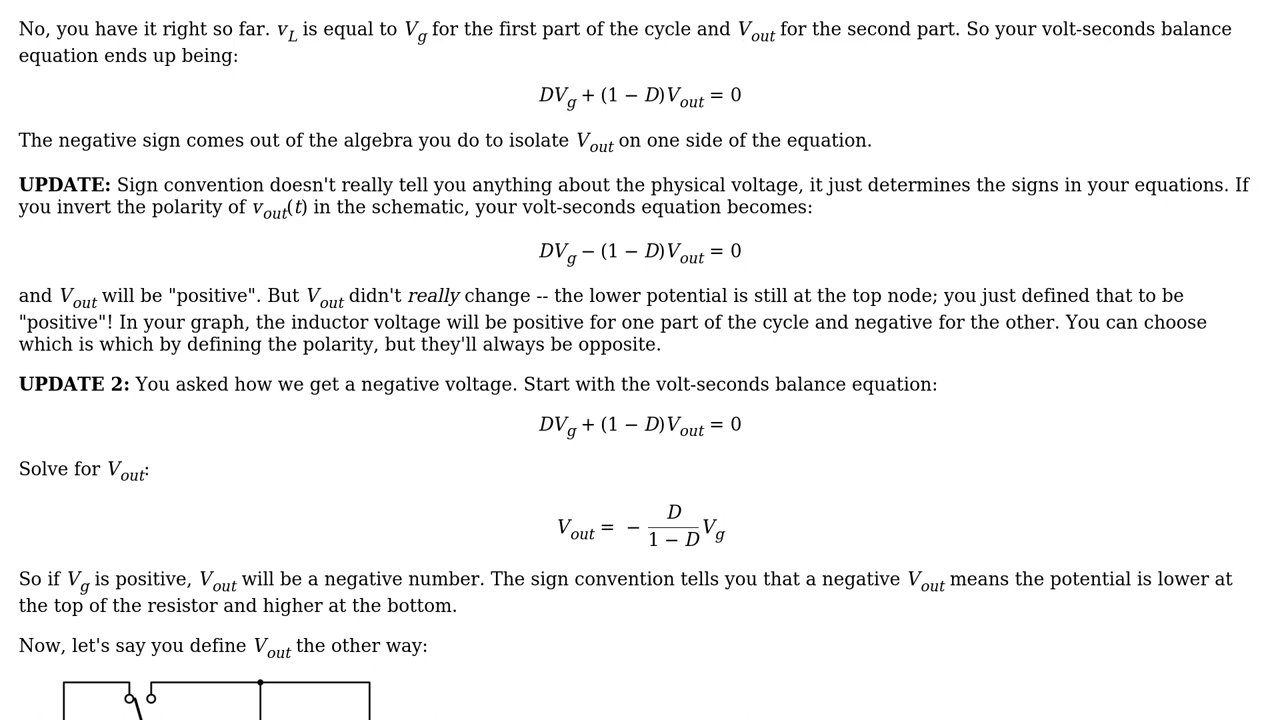 No, you have it right so far. v_L is equal to V_g for the first part of the cycle and V_out for the second part. So your volt-seconds balance
equation ends up being:
DV_g + (1 − D)V_out = 0
The negative sign comes out of the algebra you do to isolate V_out on one side of the equation.
UPDATE: Sign convention doesn't really tell you anything about the physical voltage, it just determines the signs in your equations. If
you invert the polarity of v_out(t) in the schematic, your volt-seconds equation becomes:
DV_g − (1 − D)V_out = 0
and V_out will be "positive". But V_out didn't really change -- the lower potential is still at the top node; you just defined that to be
"positive"! In your graph, the inductor voltage will be positive for one part of the cycle and negative for the other. You can choose
which is which by defining the polarity, but they'll always be opposite.
UPDATE 2: You asked how we get a negative voltage. Start with the volt-seconds balance equation:
DV_g + (1 − D)V_out = 0
Solve for V_out:
V_out = − D / (1 − D) V_g
So if V_g is positive, V_out will be a negative number. The sign convention tells you that a negative V_out means the potential is lower at
the top of the resistor and higher at the bottom.
Now, let's say you define V_out the other way: